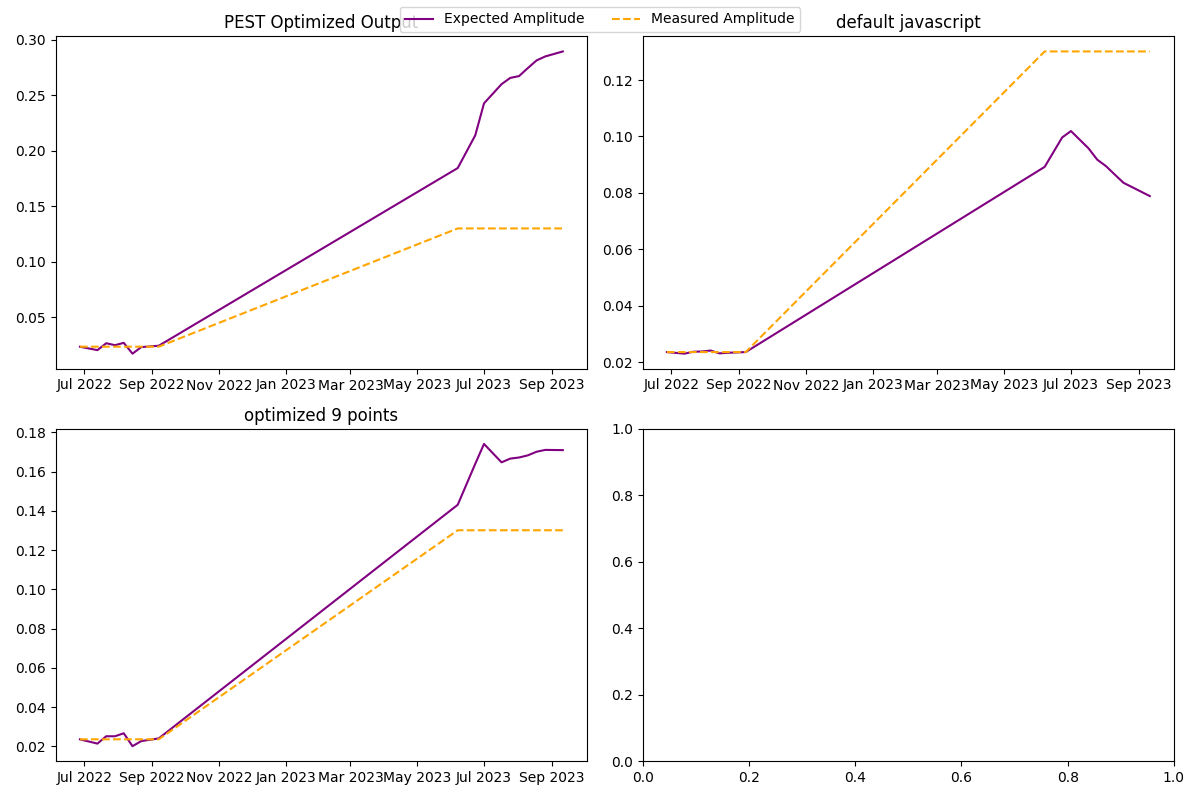 PEST Optimized Output
Expected Amplitude
Measured Amplitude
default javascript
0.30
0.25
0.20
0.15
0.10
0.05
Jul 2022
Sep 2022
Nov 2022
Jan 2023
Mar 2023
May 2023
Jul 2023
Sep 2023
0.12
0.10
0.08
0.06
0.04
0.02
Jul 2022
Sep 2022
Nov 2022
Jan 2023
Mar 2023
May 2023
Jul 2023
Sep 2023
optimized 9 points
0.18
0.16
0.14
0.12
0.10
0.08
0.06
0.04
0.02
Jul 2022
Sep 2022
Nov 2022
Jan 2023
Mar 2023
May 2023
Jul 2023
Sep 2023
1.0
0.8
0.6
0.4
0.2
0.0
0.0
0.2
0.4
0.6
0.8
1.0